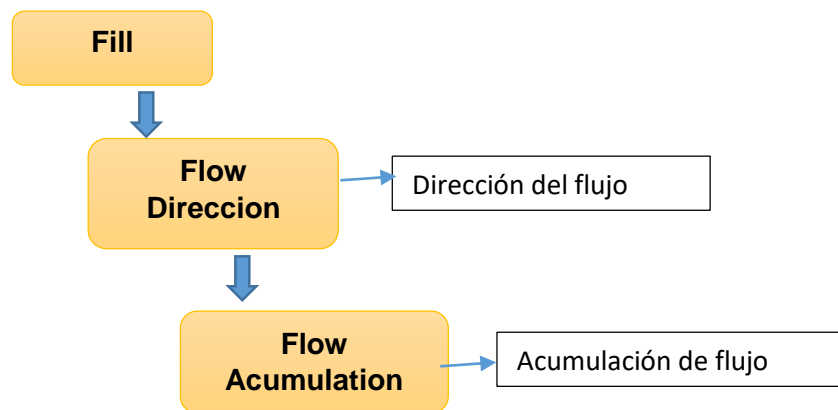 Fill
Flow
Direccion
Dirección del flujo
Flow
Acumulation
Acumulación de flujo